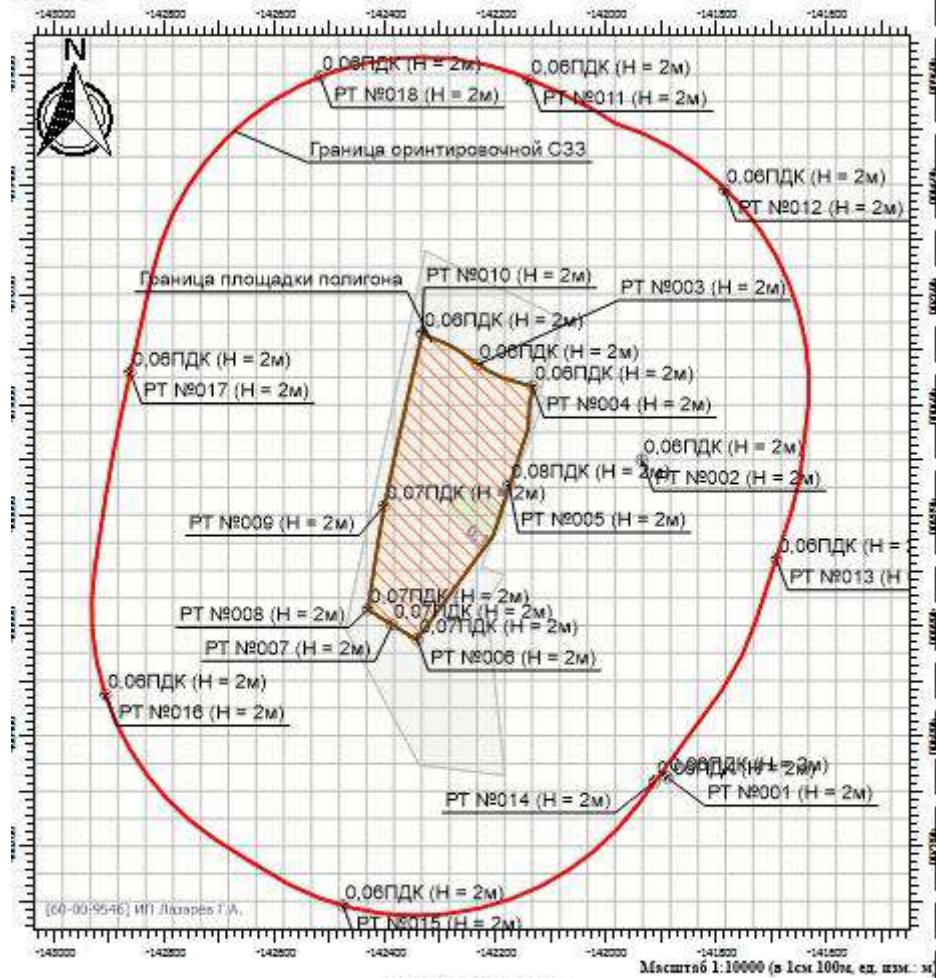 -143000 -142800 -142600 -142400 -142200 -142000
N
0,06ПДК (Н = 2м)
РТ №018 (Н = 2м)
0,06ПДК (Н = 2м)
РТ №011 (Н = 2м)
Граница оринтировочной СЗЗ
0,06ПДК (Н = 2м)
РТ №012 (Н = 2м)
Граница площадки полигона
РТ №010 (Н = 2м)
РТ №003 (Н = 2м)
0,06ПДК (Н = 2м)
0,06ПДК (Н = 2м)
0,06ПДК (Н = 2м)
РТ №004 (Н = 2м)
0,06ПДК (Н = 2м)
РТ №017 (Н = 2м)
0,06ПДК (Н = 2м)
РТ №002 (Н = 2м)
0,08ПДК (Н = 2м)
РТ №005 (Н = 2м)
0,07ПДК (Н = 2м)
РТ №009 (Н = 2м)
0,06ПДК (Н =
РТ №013 (Н
0,07ПДК (Н = 2м)
РТ №008 (Н = 2м)
0,07ПДК (Н = 2м)
РТ №007 (Н = 2м)
0,07ПДК (Н = 2м)
РТ №006 (Н = 2м)
0,06ПДК (Н = 2м)
РТ №016 (Н = 2м)
0,06ПДК (Н = 2м)
РТ №014 (Н = 2м)
РТ №001 (Н = 2м)
0,06ПДК (Н = 2м)
РТ №015 (Н = 2м)
[60-00-9546] ИП Лазарев Г.А.
-143000 -142800 -142600 -142400 -142200 -142000
Масштаб 1:10000 (в 1см 100м, ед. изм.: м)